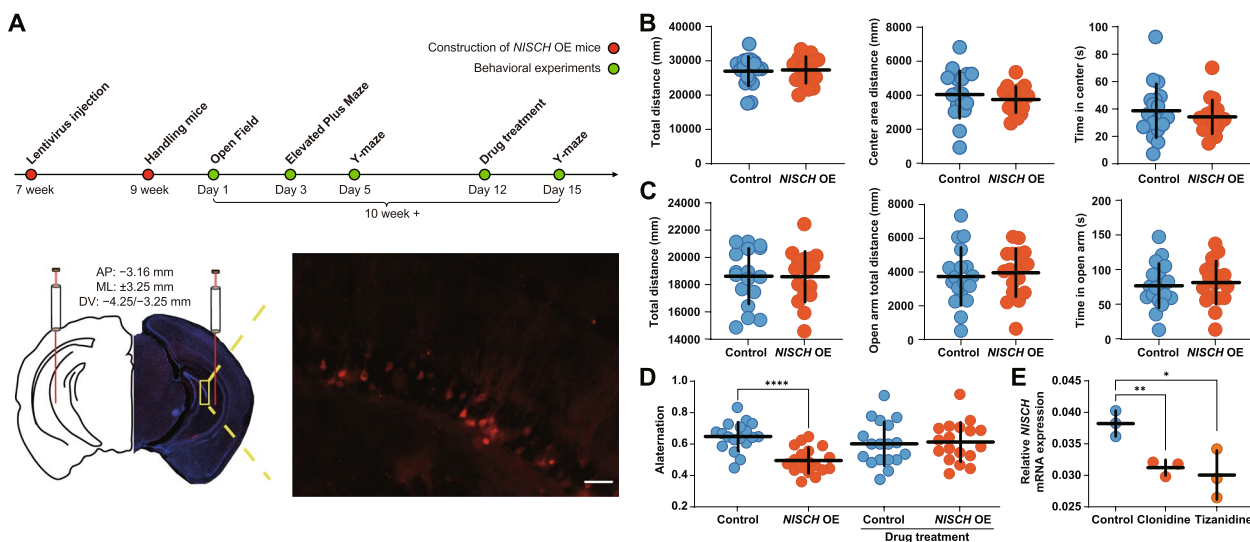 A
Construction of NISCH OE mice
Behavioral experiments
Lentivirus injection
Handling mice
Open Field
Elevated Plus Maze
Y-maze
Drug treatment
Y-maze
7 week
9 week
Day 1
Day 3
Day 5
Day 12
Day 15
10 week +
AP: −3.16 mm
ML: ±3.25 mm
DV: −4.25/−3.25 mm
B
Total distance (mm)
40000
30000
20000
10000
0
Control
NISCH OE
Center area distance (mm)
8000
6000
4000
2000
0
Control
NISCH OE
Time in center (s)
100
80
60
40
20
0
Control
NISCH OE
C
Total distance (mm)
24000
22000
20000
18000
16000
14000
Control
NISCH OE
Open arm total distance (mm)
8000
6000
4000
2000
0
Control
NISCH OE
Time in open arm (s)
200
150
100
50
0
Control
NISCH OE
D
Alaternation
1.0
0.8
0.6
0.4
0.2
****
Control
NISCH OE
Control
NISCH OE
Drug treatment
E
Relative NISCH
mRNA expression
0.045
0.040
0.035
0.030
0.025
*
**
Control
Clonidine
Tizanidine